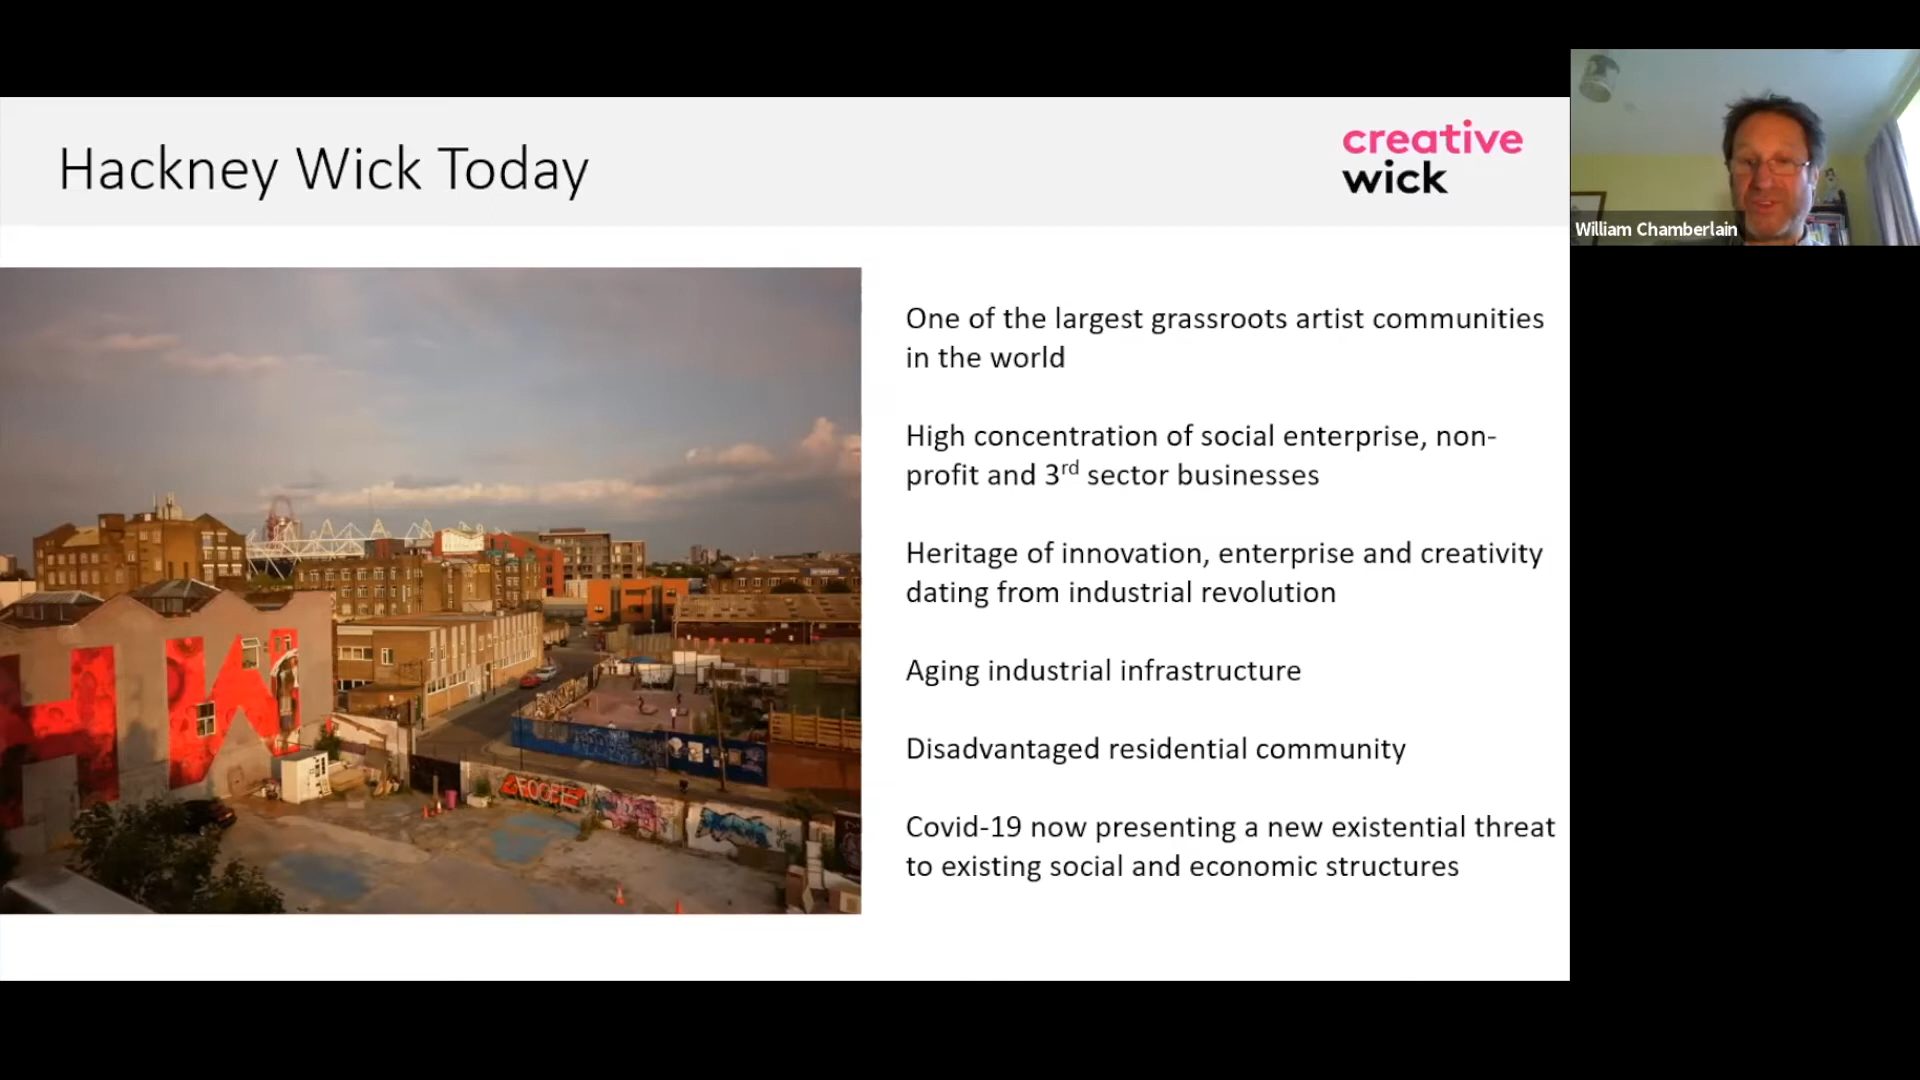 Hackney Wick Today
creative
wick
William Chamberlain
One of the largest grassroots artist communities
in the world
High concentration of social enterprise, non-
profit and 3rd sector businesses
Heritage of innovation, enterprise and creativity
dating from industrial revolution
Aging industrial infrastructure
Disadvantaged residential community
Covid-19 now presenting a new existential threat
to existing social and economic structures
HW